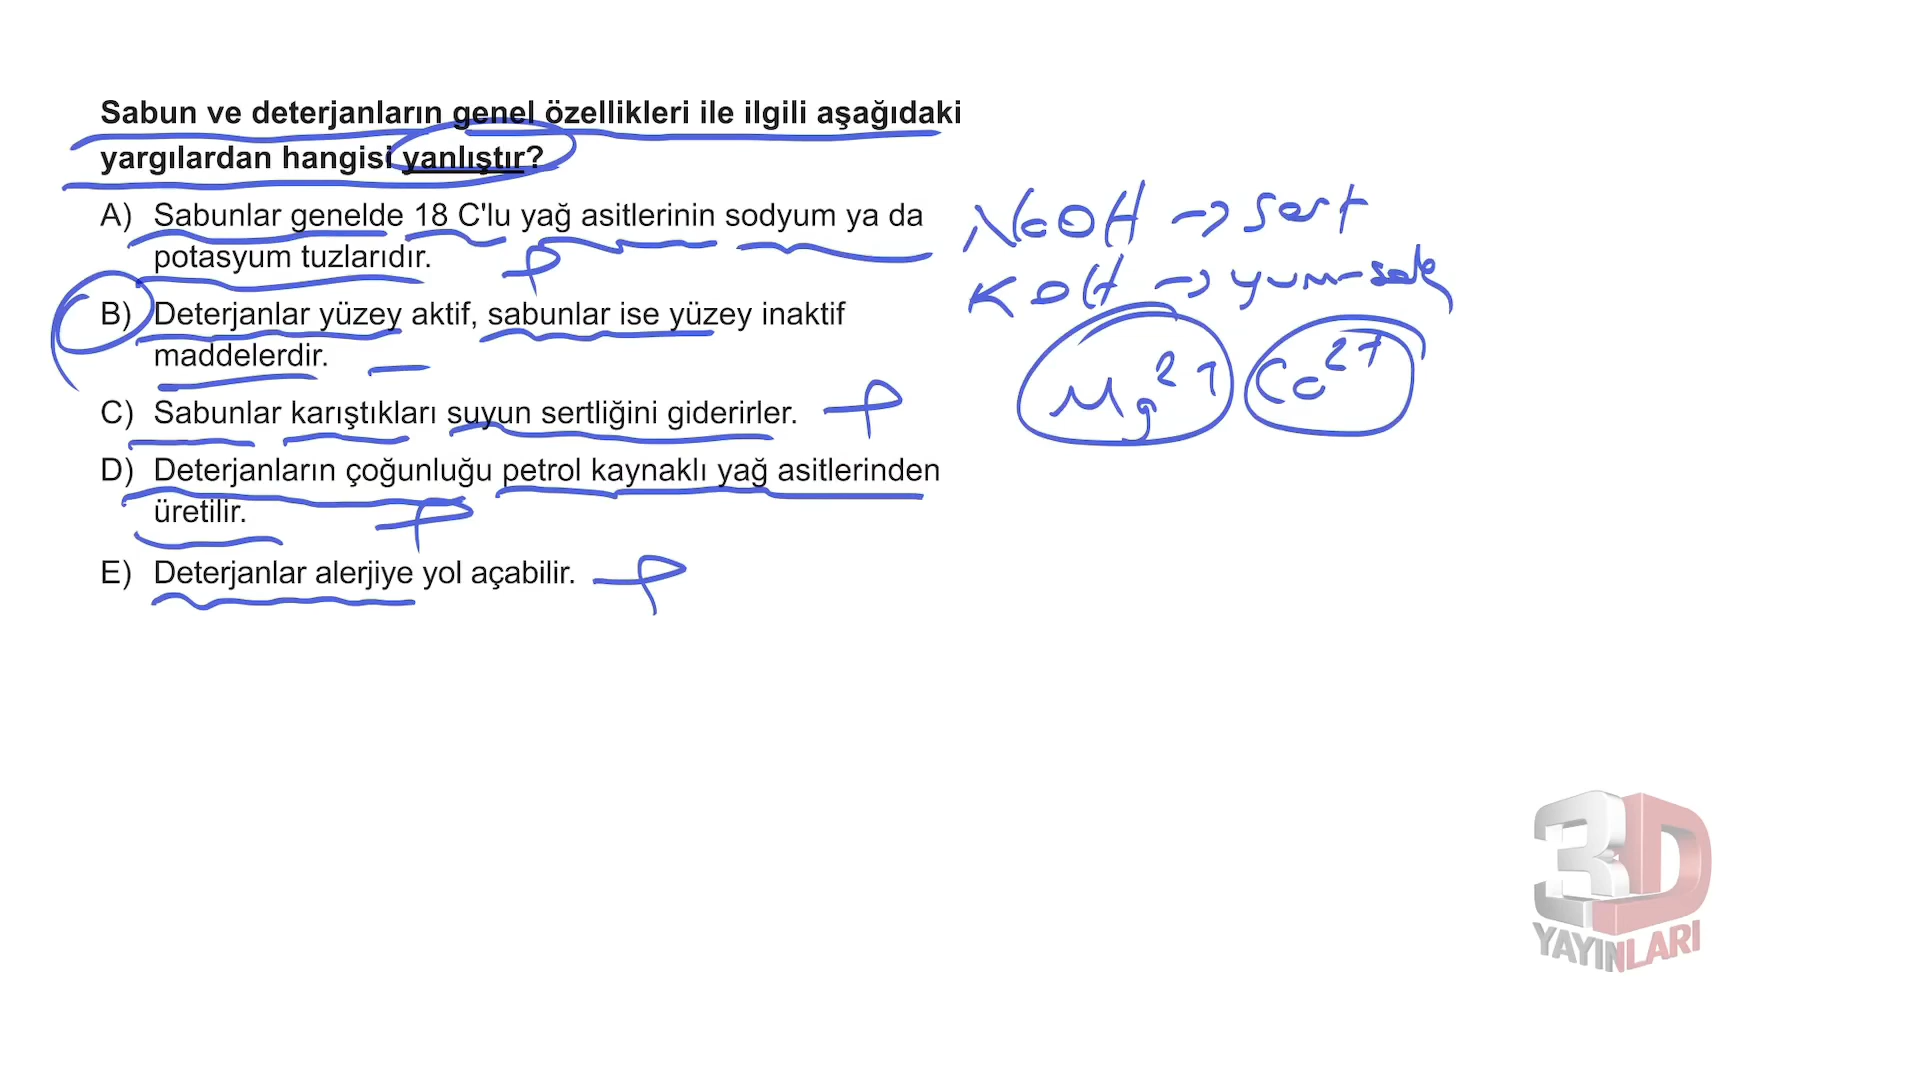 Sabun ve deterjanların genel özellikleri ile ilgili aşağıdaki
yargılardan hangisi yanlıştır?
A) Sabunlar genelde 18 C'lu yağ asitlerinin sodyum ya da
potasyum tuzlarıdır.
B) Deterjanlar yüzey aktif, sabunlar ise yüzey inaktif
maddelerdir.
C) Sabunlar karıştıkları suyun sertliğini giderirler.
D) Deterjanların çoğunluğu petrol kaynaklı yağ asitlerinden
üretilir.
E) Deterjanlar alerjiye yol açabilir.
NaOH → sert
KOH → yumuşak
Mg²⁺ Ca²⁺
3D
YAYINLARI